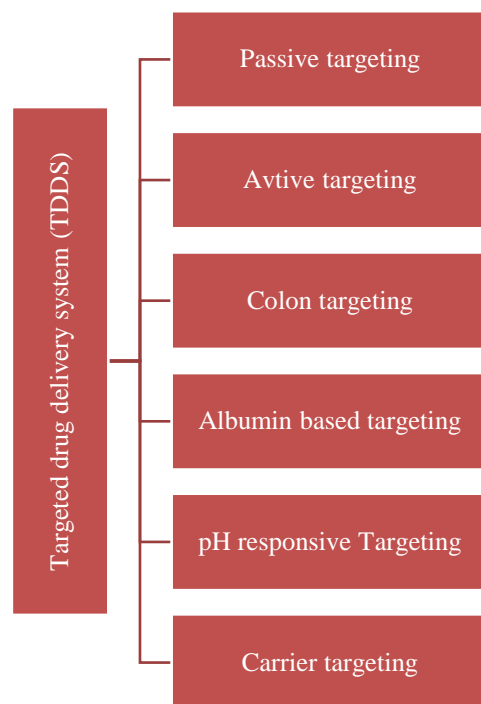 Targeted drug delivery system (TDDS)
Passive targeting
Avtive targeting
Colon targeting
Albumin based targeting
pH responsive Targeting
Carrier targeting